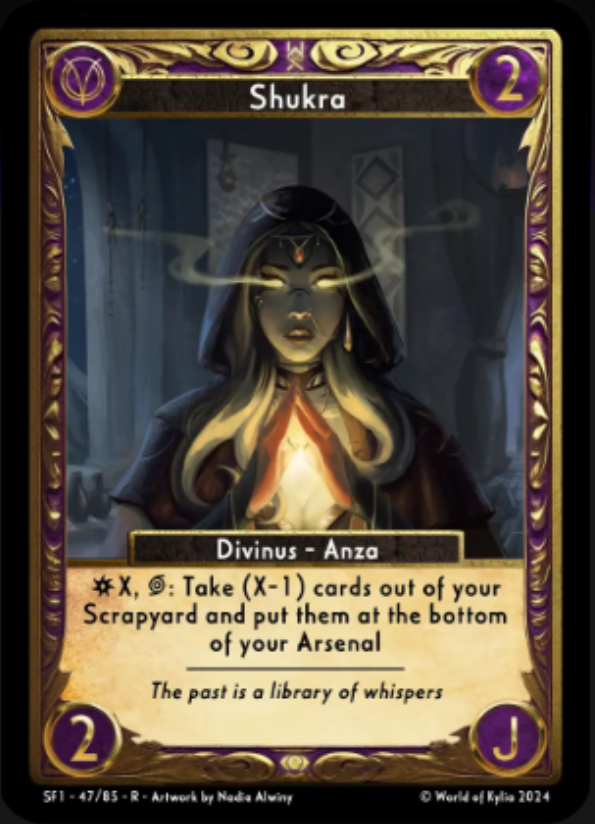 2
Shukra
Divinus - Anza
X, : Take (X-1) cards out of your
Scrapyard and put them at the bottom
of your Arsenal
The past is a library of whispers
2
J
SF1 - 47/85 - R - Artwork by Nadia Alwiny
© World of Kylia 2024